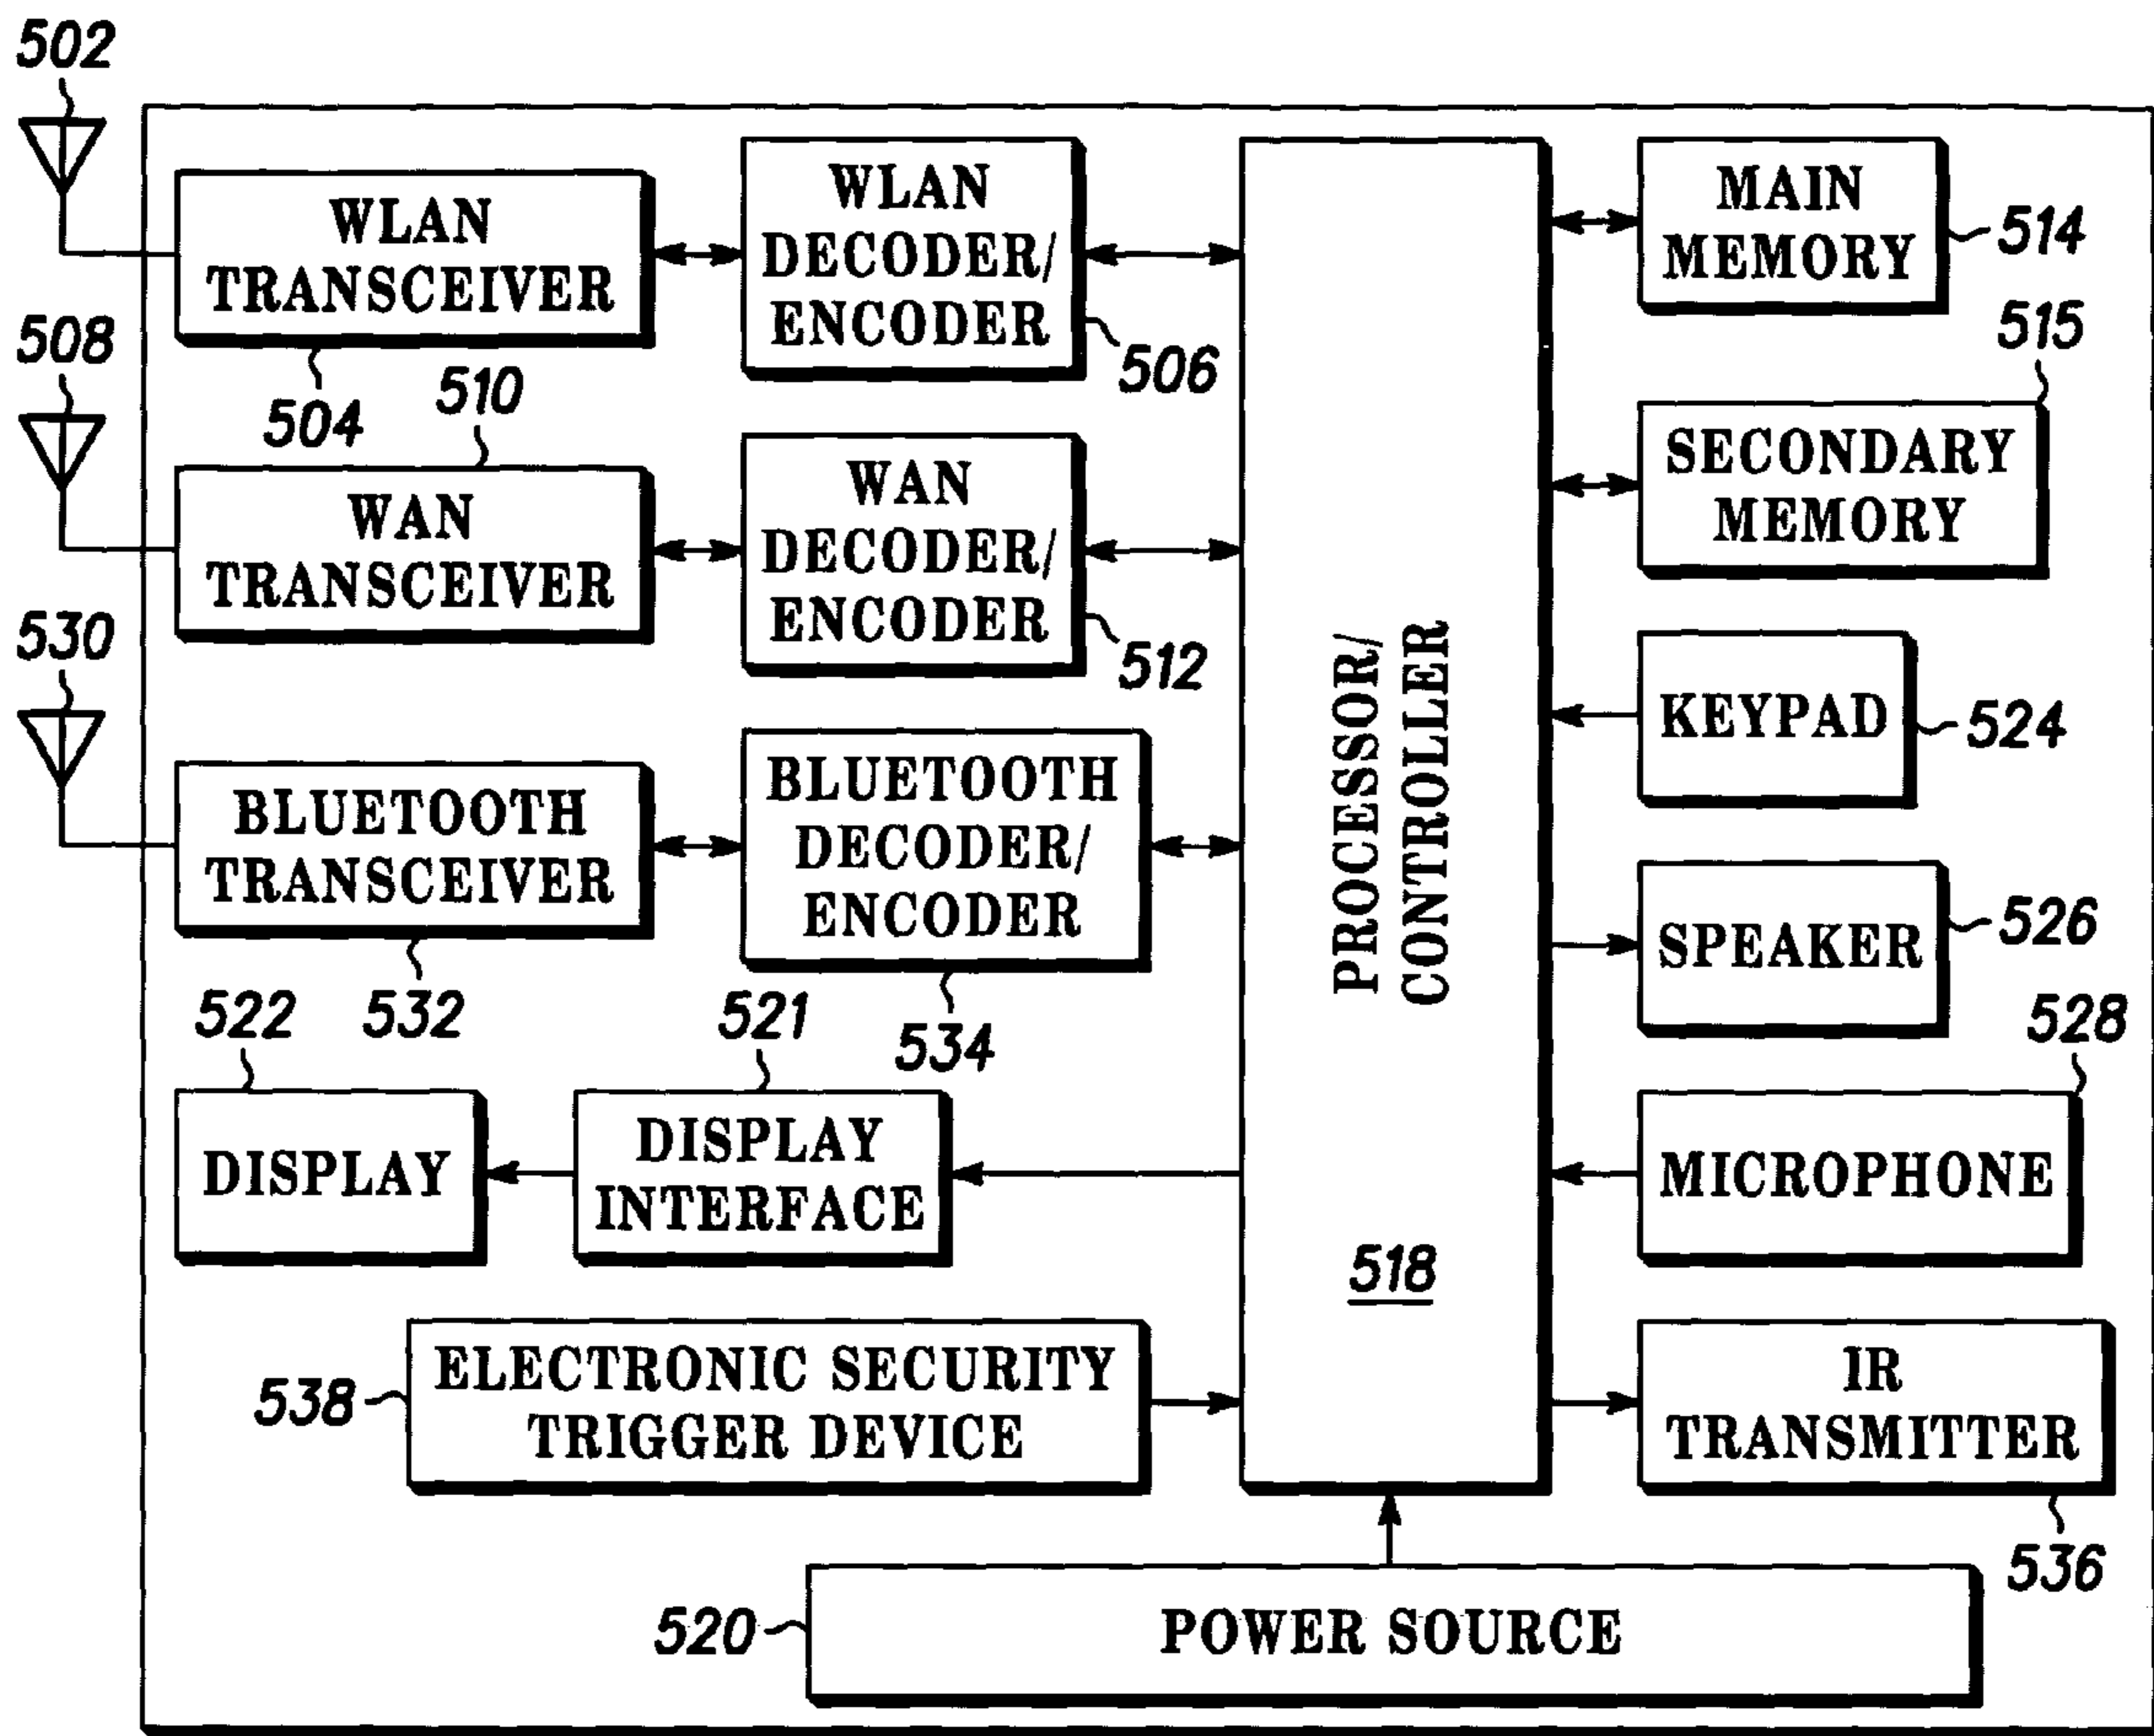 502
WLAN
TRANSCEIVER
504
WLAN
DECODER/
ENCODER
506
508
510
WAN
TRANSCEIVER
WAN
DECODER/
ENCODER
512
530
BLUETOOTH
TRANSCEIVER
532
BLUETOOTH
DECODER/
ENCODER
534
522
DISPLAY
521
DISPLAY
INTERFACE
538
ELECTRONIC SECURITY
TRIGGER DEVICE
PROCESSOR/
CONTROLLER
518
MAIN
MEMORY
514
515
SECONDARY
MEMORY
KEYPAD
524
SPEAKER
526
528
MICROPHONE
IR
TRANSMITTER
536
520
POWER SOURCE